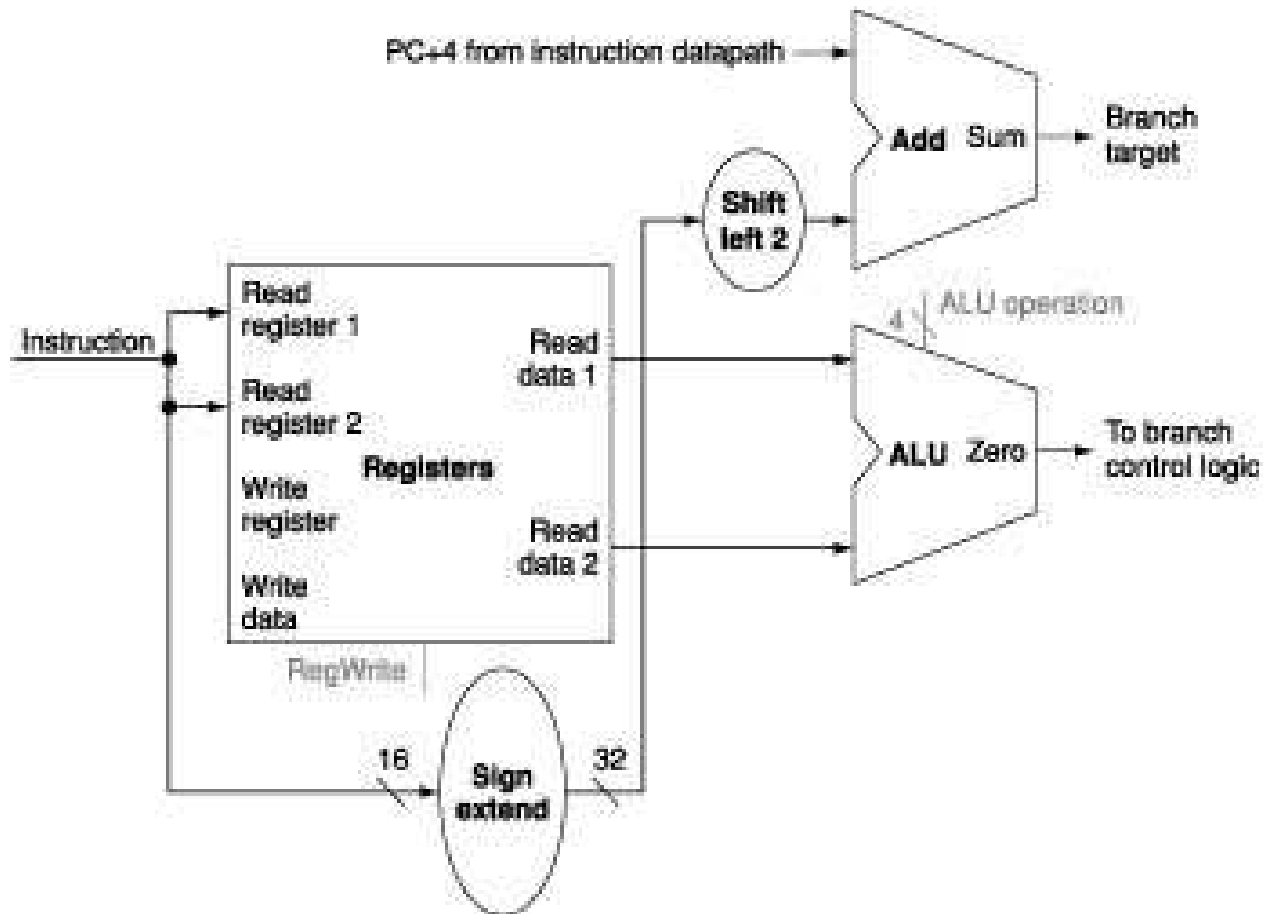 PC+4 from instruction datapath
Add Sum
Branch
target
Shift
left 2
Read
register 1
ALU operation
4
Instruction
Read
data 1
Read
register 2
Registers
ALU Zero
To branch
control logic
Write
register
Read
data 2
Write
data
RegWrite
16
32
Sign
extend